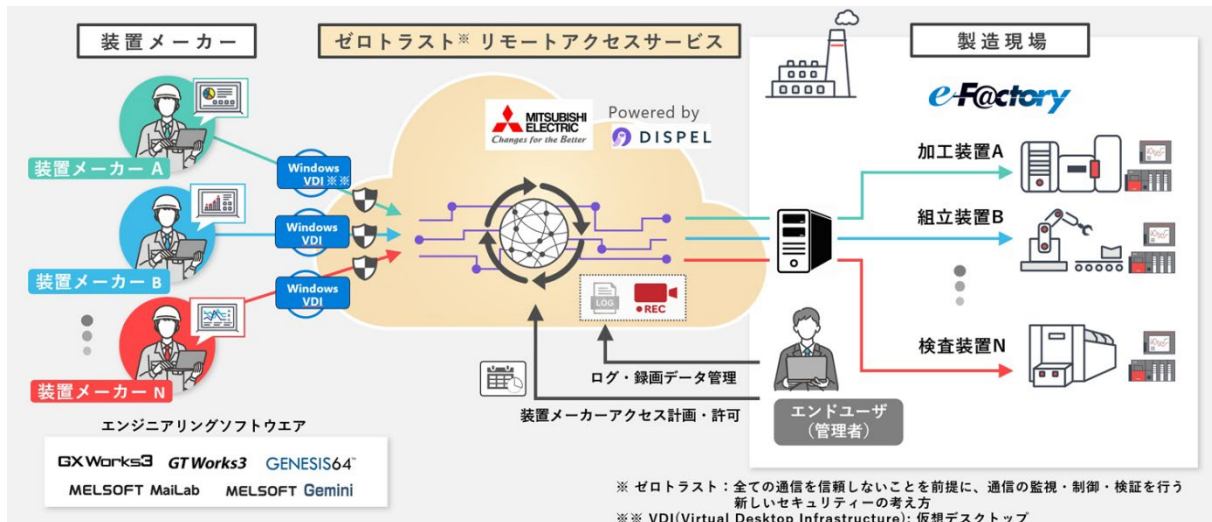 装置メーカー
ゼロトラスト※ リモートアクセスサービス
製造現場
MITSUBISHI ELECTRIC
Changes for the Better
Powered by
DISPEL
e-F@ctory
装置メーカー A
Windows VDI※※
装置メーカー B
Windows VDI
装置メーカー N
Windows VDI
LOG
REC
加工装置A
組立装置B
検査装置N
ログ・録画データ管理
装置メーカーアクセス計画・許可
エンドユーザ
(管理者)
エンジニアリングソフトウエア
GX Works3 GT Works3 GENESIS64™
MELSOFT MaiLab MELSOFT Gemini
※ ゼロトラスト：全ての通信を信頼しないことを前提に、通信の監視・制御・検証を行う
新しいセキュリティーの考え方
※※ VDI(Virtual Desktop Infrastructure): 仮想デスクトップ